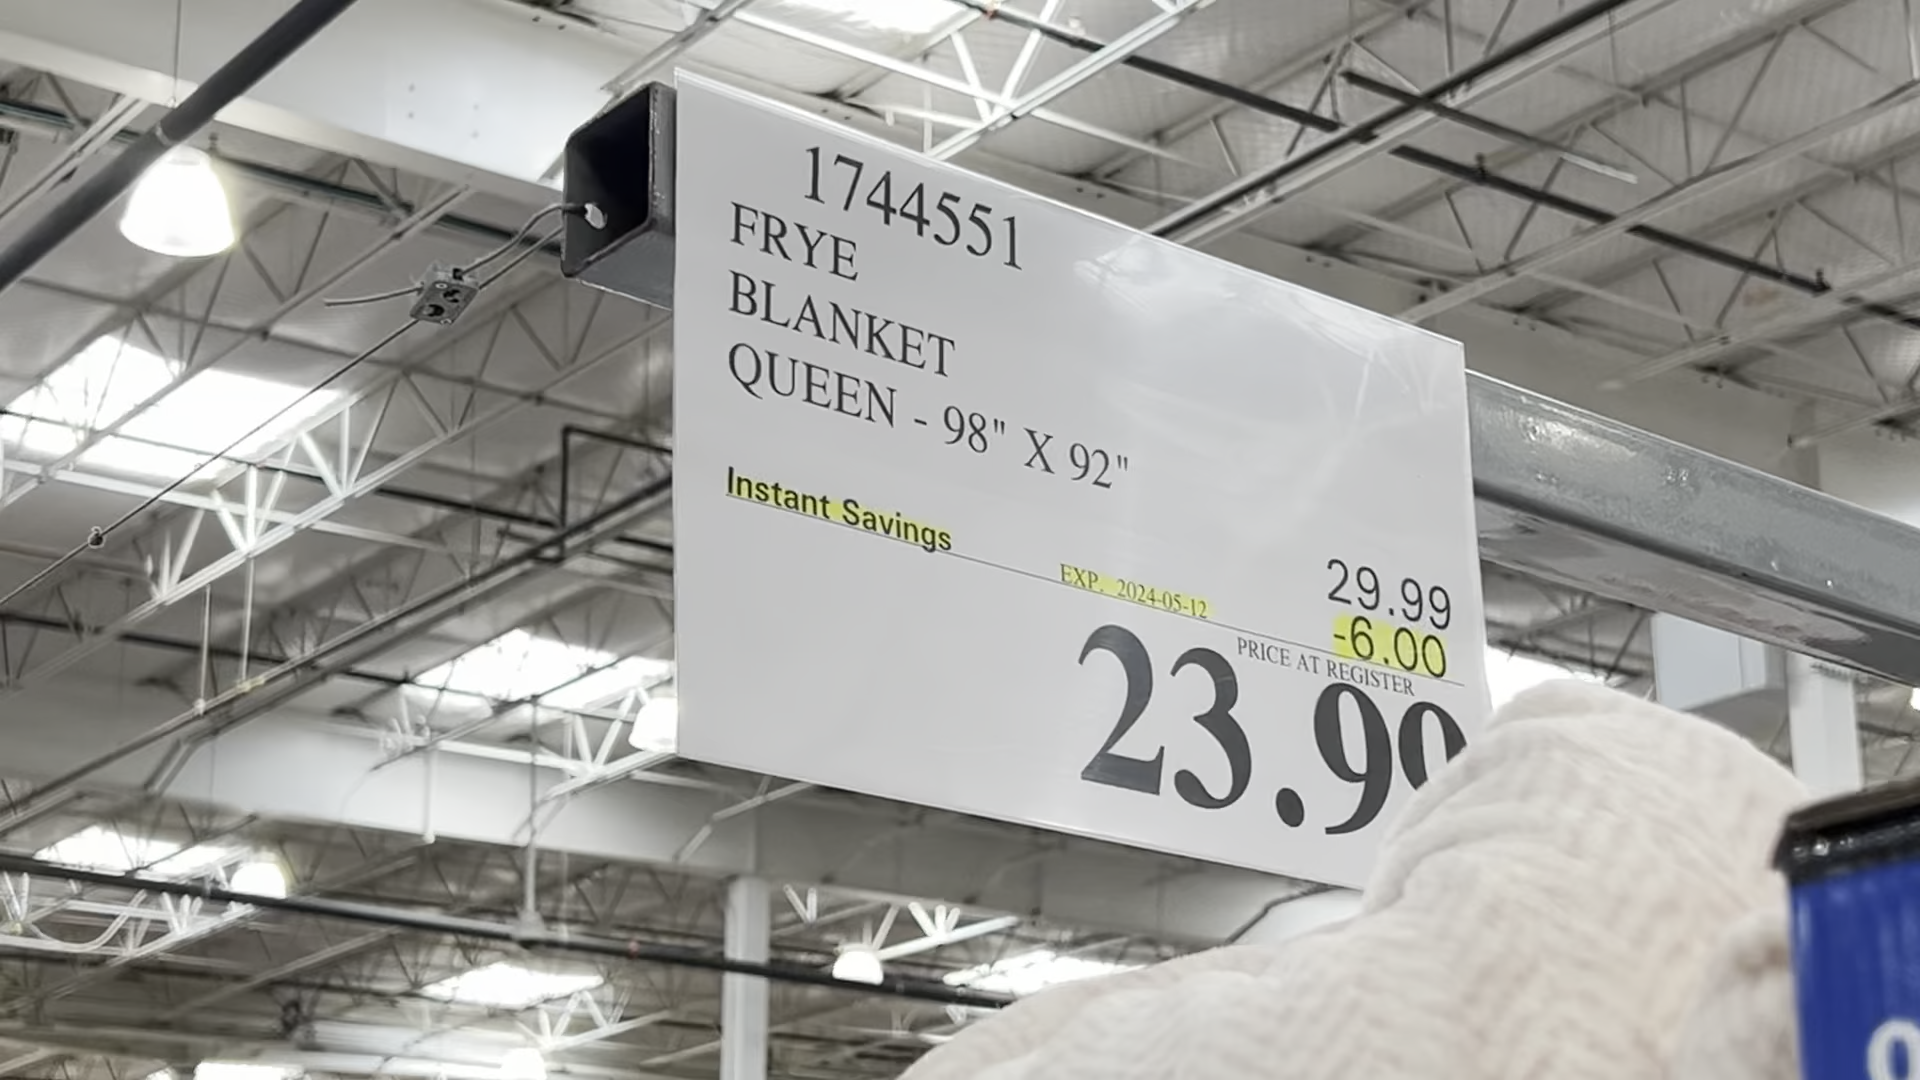 1744551
FRYE
BLANKET
QUEEN - 98" X 92"
Instant Savings
EXP. 2024-05-12
29.99
-6.00
PRICE AT REGISTER
23.99